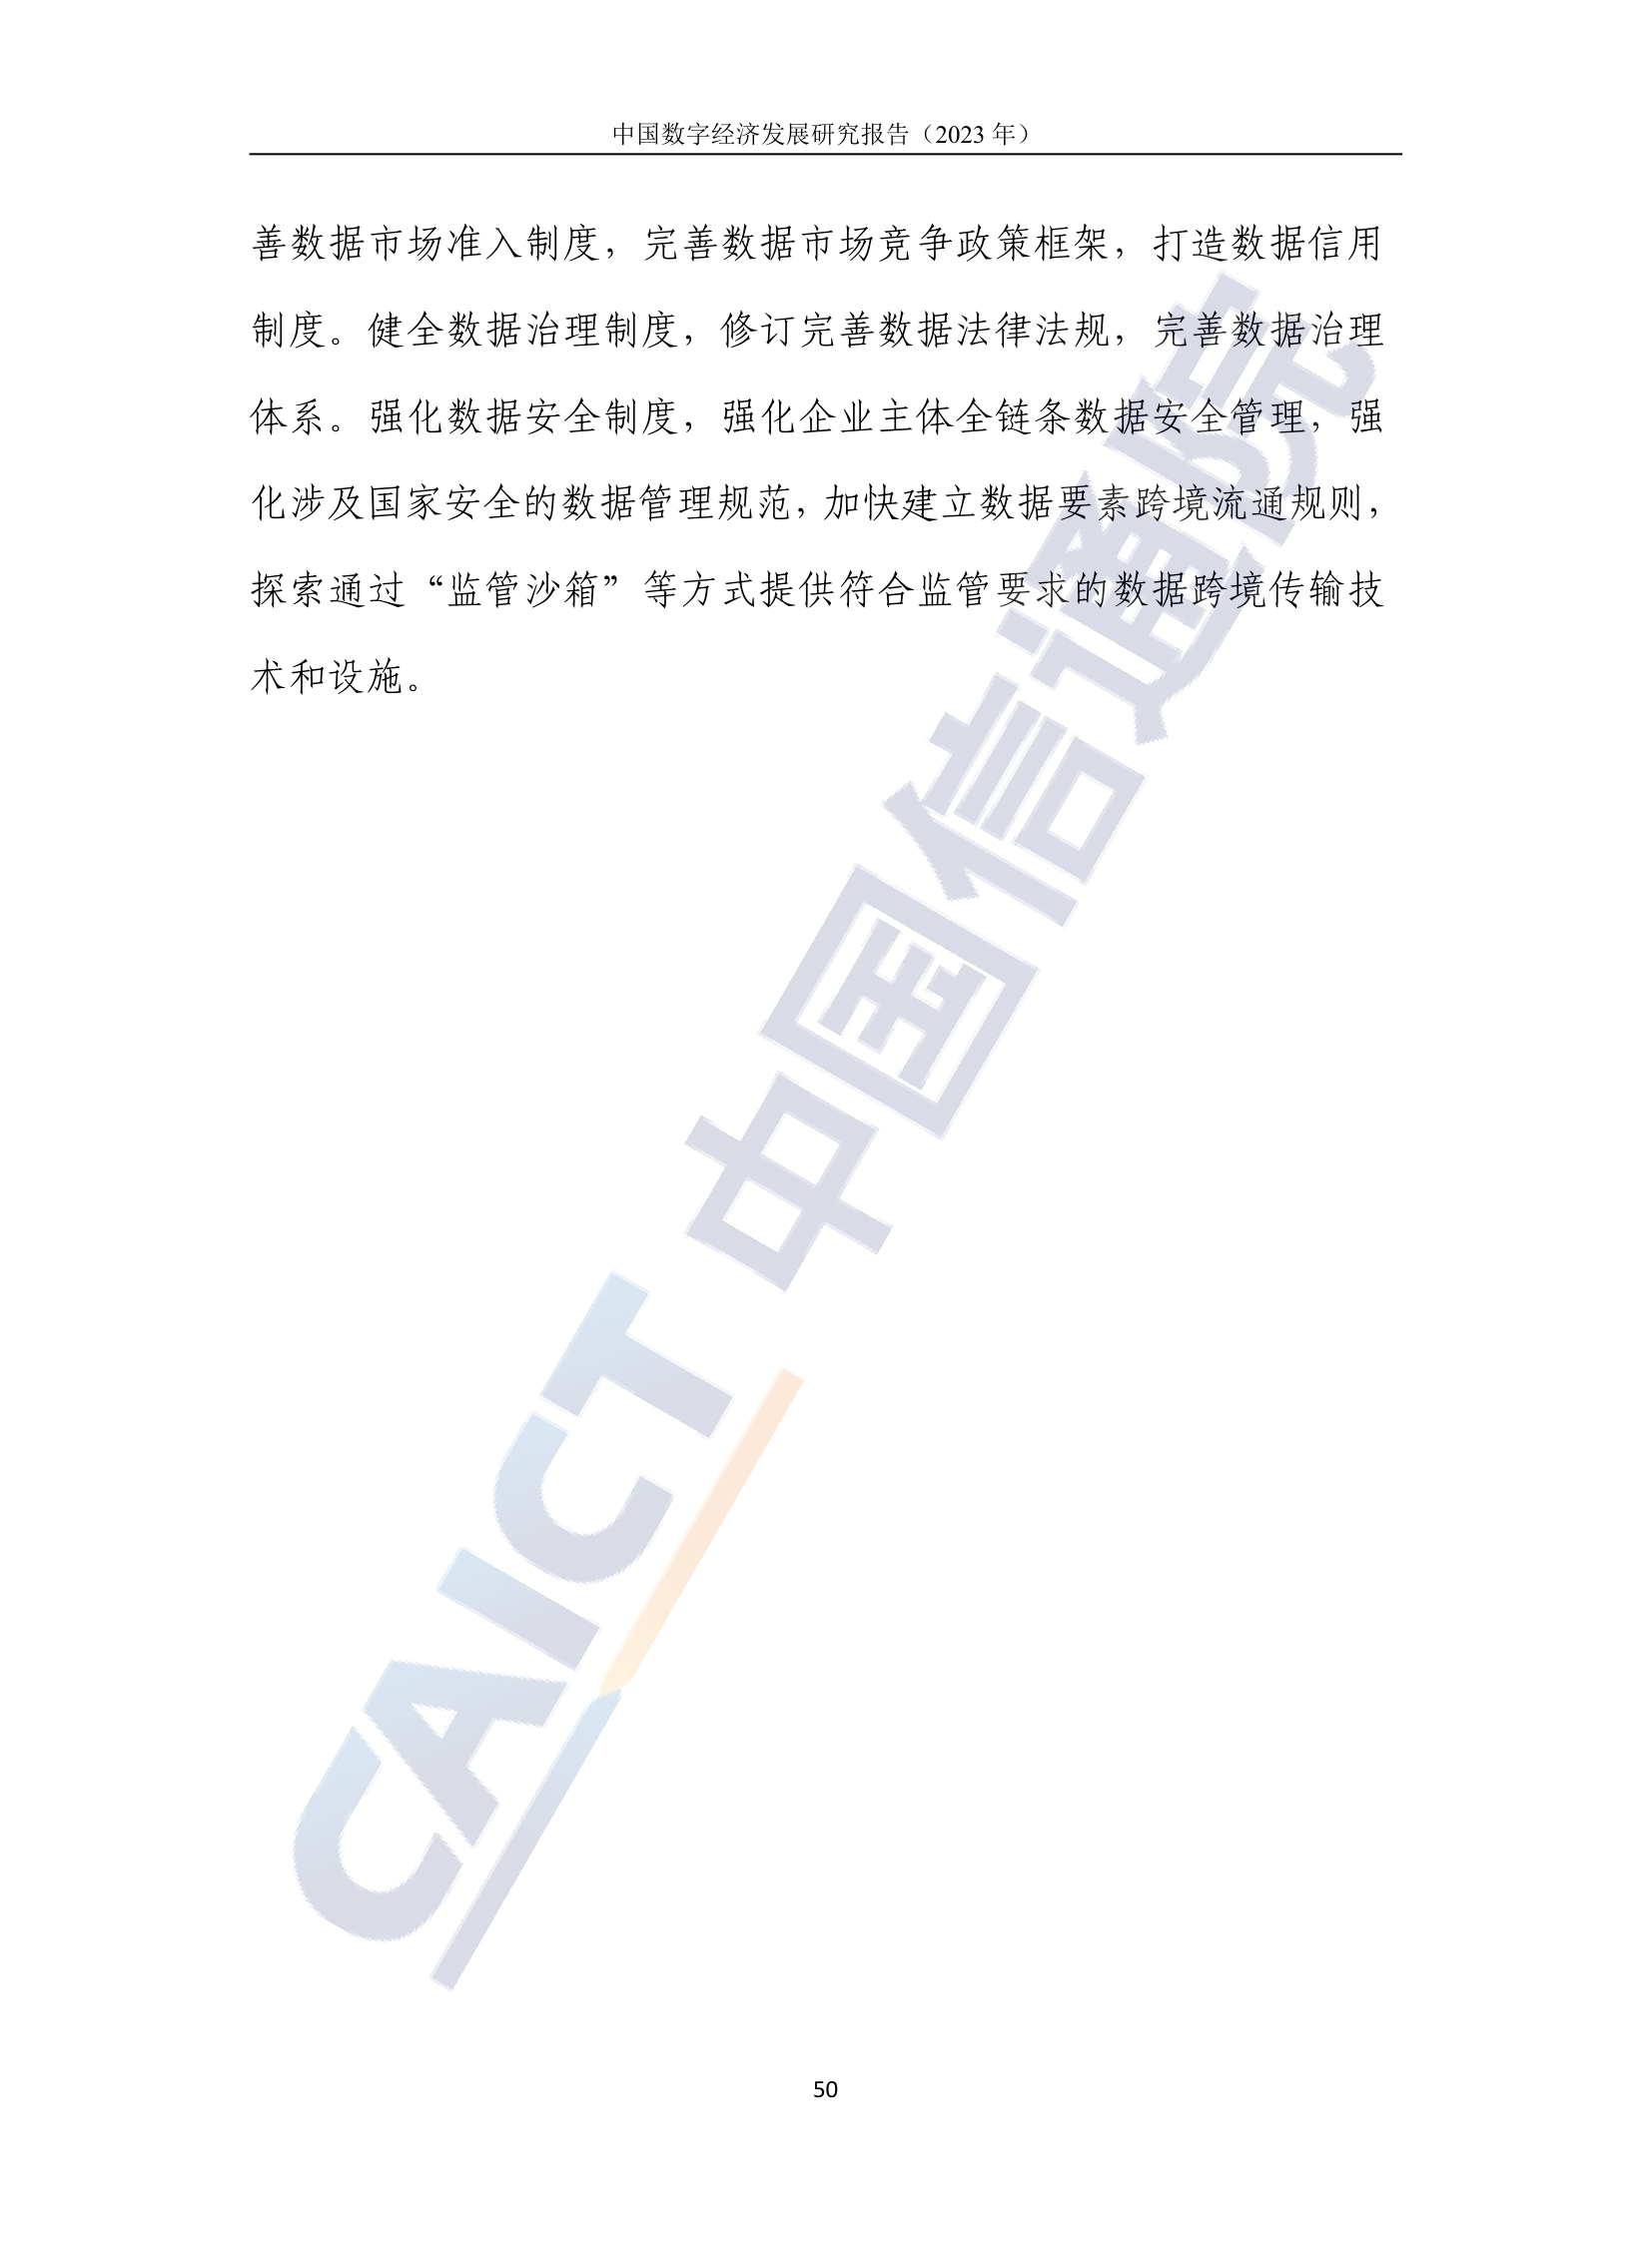 中国数字经济发展研究报告（2023 年）
善数据市场准入制度，完善数据市场竞争政策框架，打造数据信用
制度。健全数据治理制度，修订完善数据法律法规，完善数据治理
体系。强化数据安全制度，强化企业主体全链条数据安全管理，强
化涉及国家安全的数据管理规范，加快建立数据要素跨境流通规则，
探索通过“监管沙箱”等方式提供符合监管要求的数据跨境传输技
术和设施。
CAICT 中国信通院
50